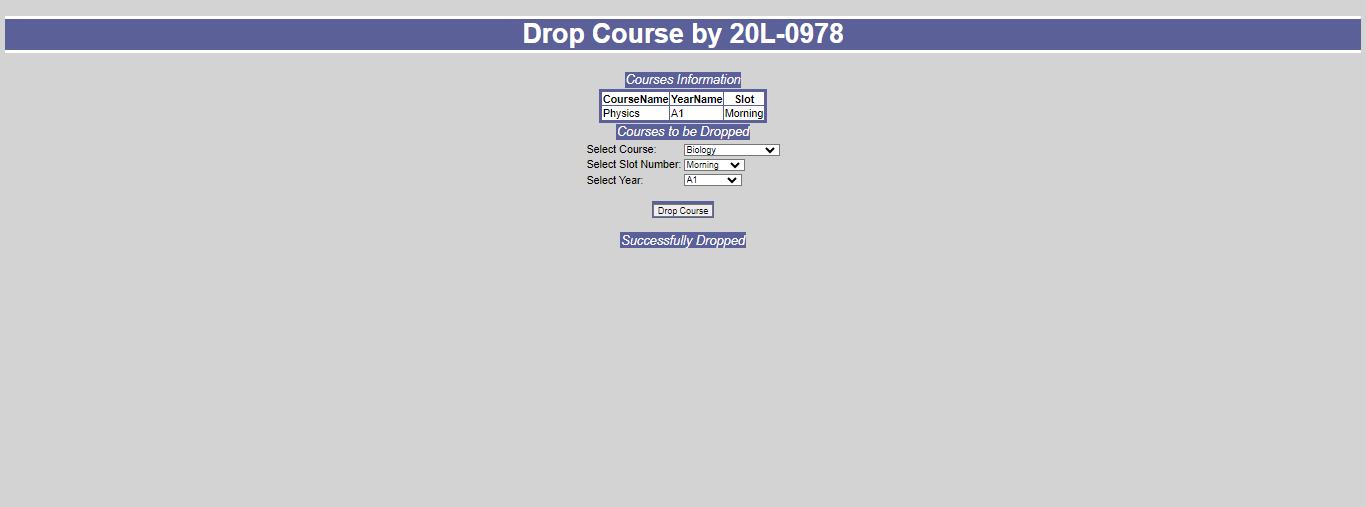 Drop Course by 20L-0978
Courses Information
CourseName YearName Slot
Physics A1 Morning
Courses to be Dropped
Select Course: Biology
Select Slot Number: Morning
Select Year: A1
Drop Course
Successfully Dropped